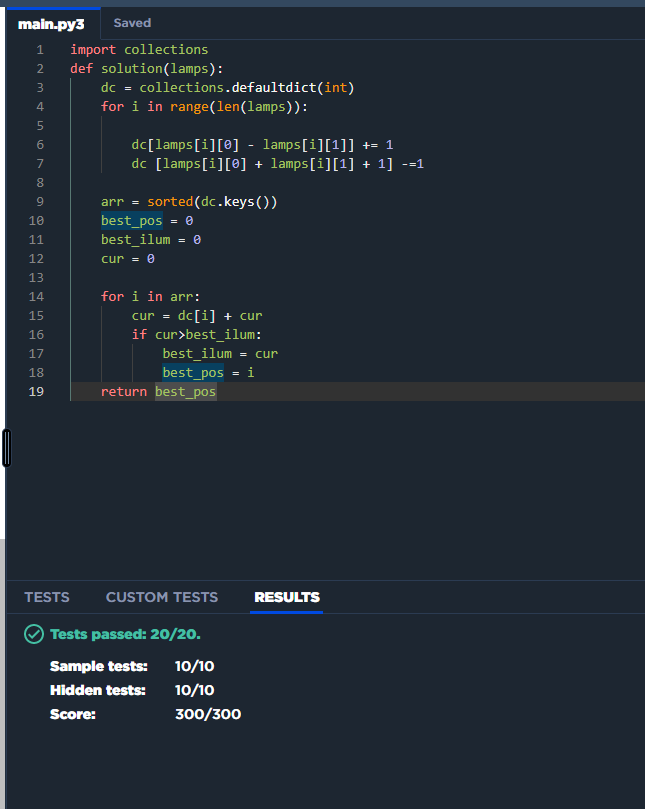 main.py3 Saved
1 import collections
2 def solution(lamps):
3     dc = collections.defaultdict(int)
4     for i in range(len(lamps)):
5
6         dc[lamps[i][0] - lamps[i][1]] += 1
7         dc [lamps[i][0] + lamps[i][1] + 1] -=1
8
9     arr = sorted(dc.keys())
10     best_pos = 0
11     best_ilum = 0
12     cur = 0
13
14     for i in arr:
15         cur = dc[i] + cur
16         if cur>best_ilum:
17             best_ilum = cur
18             best_pos = i
19     return best_pos
TESTS CUSTOM TESTS RESULTS
Tests passed: 20/20.
Sample tests: 10/10
Hidden tests: 10/10
Score: 300/300